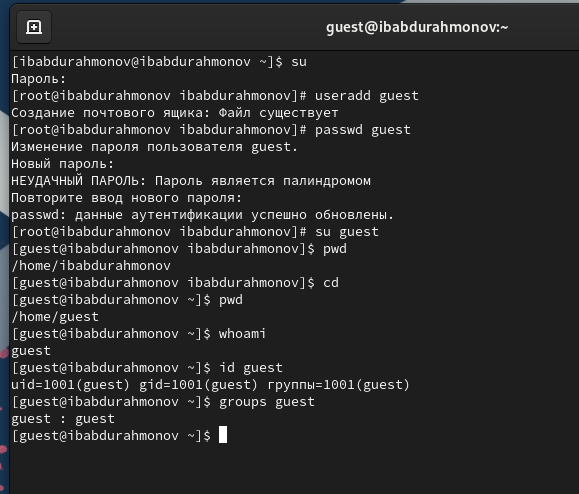 guest@ibabdurahmonov:~
[ibabdurahmonov@ibabdurahmonov ~]$ su
Пароль:
[root@ibabdurahmonov ibabdurahmonov]# useradd guest
Создание почтового ящика: Файл существует
[root@ibabdurahmonov ibabdurahmonov]# passwd guest
Изменение пароля пользователя guest.
Новый пароль:
НЕУДАЧНЫЙ ПАРОЛЬ: Пароль является палиндромом
Повторите ввод нового пароля:
passwd: данные аутентификации успешно обновлены.
[root@ibabdurahmonov ibabdurahmonov]# su guest
[guest@ibabdurahmonov ibabdurahmonov]$ pwd
/home/ibabdurahmonov
[guest@ibabdurahmonov ibabdurahmonov]$ cd
[guest@ibabdurahmonov ~]$ pwd
/home/guest
[guest@ibabdurahmonov ~]$ whoami
guest
[guest@ibabdurahmonov ~]$ id guest
uid=1001(guest) gid=1001(guest) группы=1001(guest)
[guest@ibabdurahmonov ~]$ groups guest
guest : guest
[guest@ibabdurahmonov ~]$